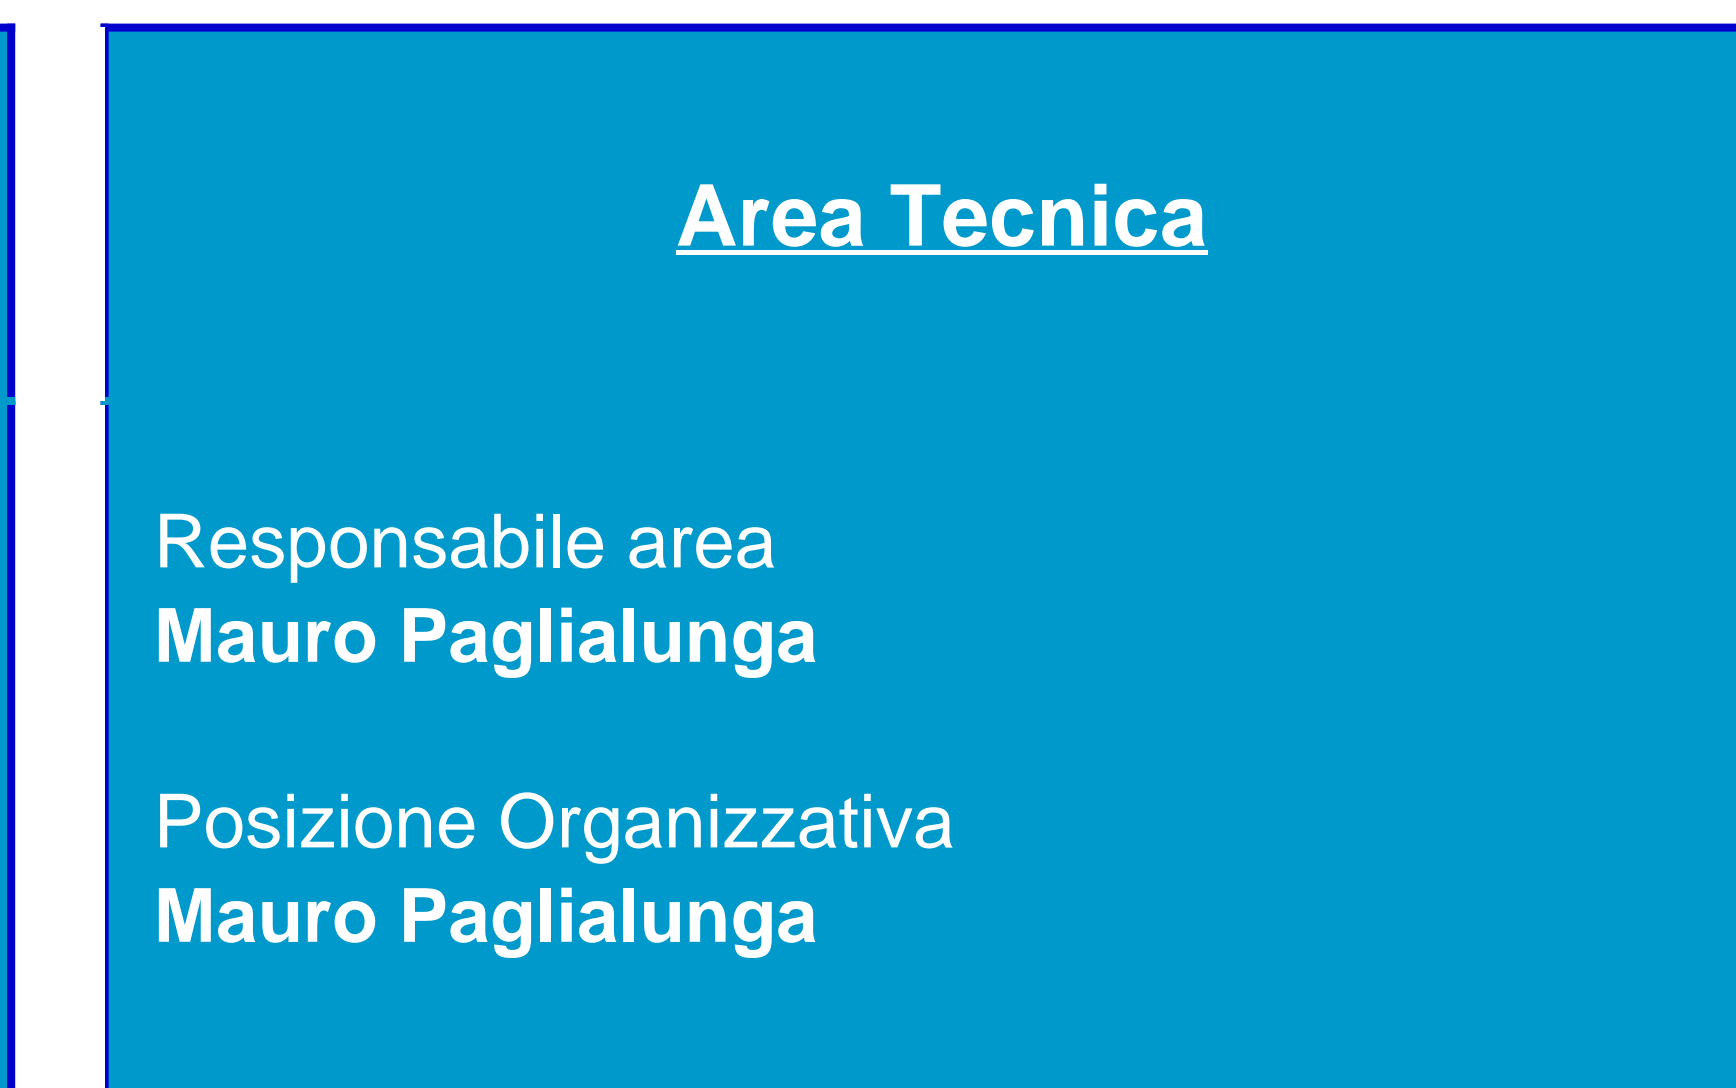 Area Tecnica
Responsabile area
Mauro Paglialunga
Posizione Organizzativa
Mauro Paglialunga